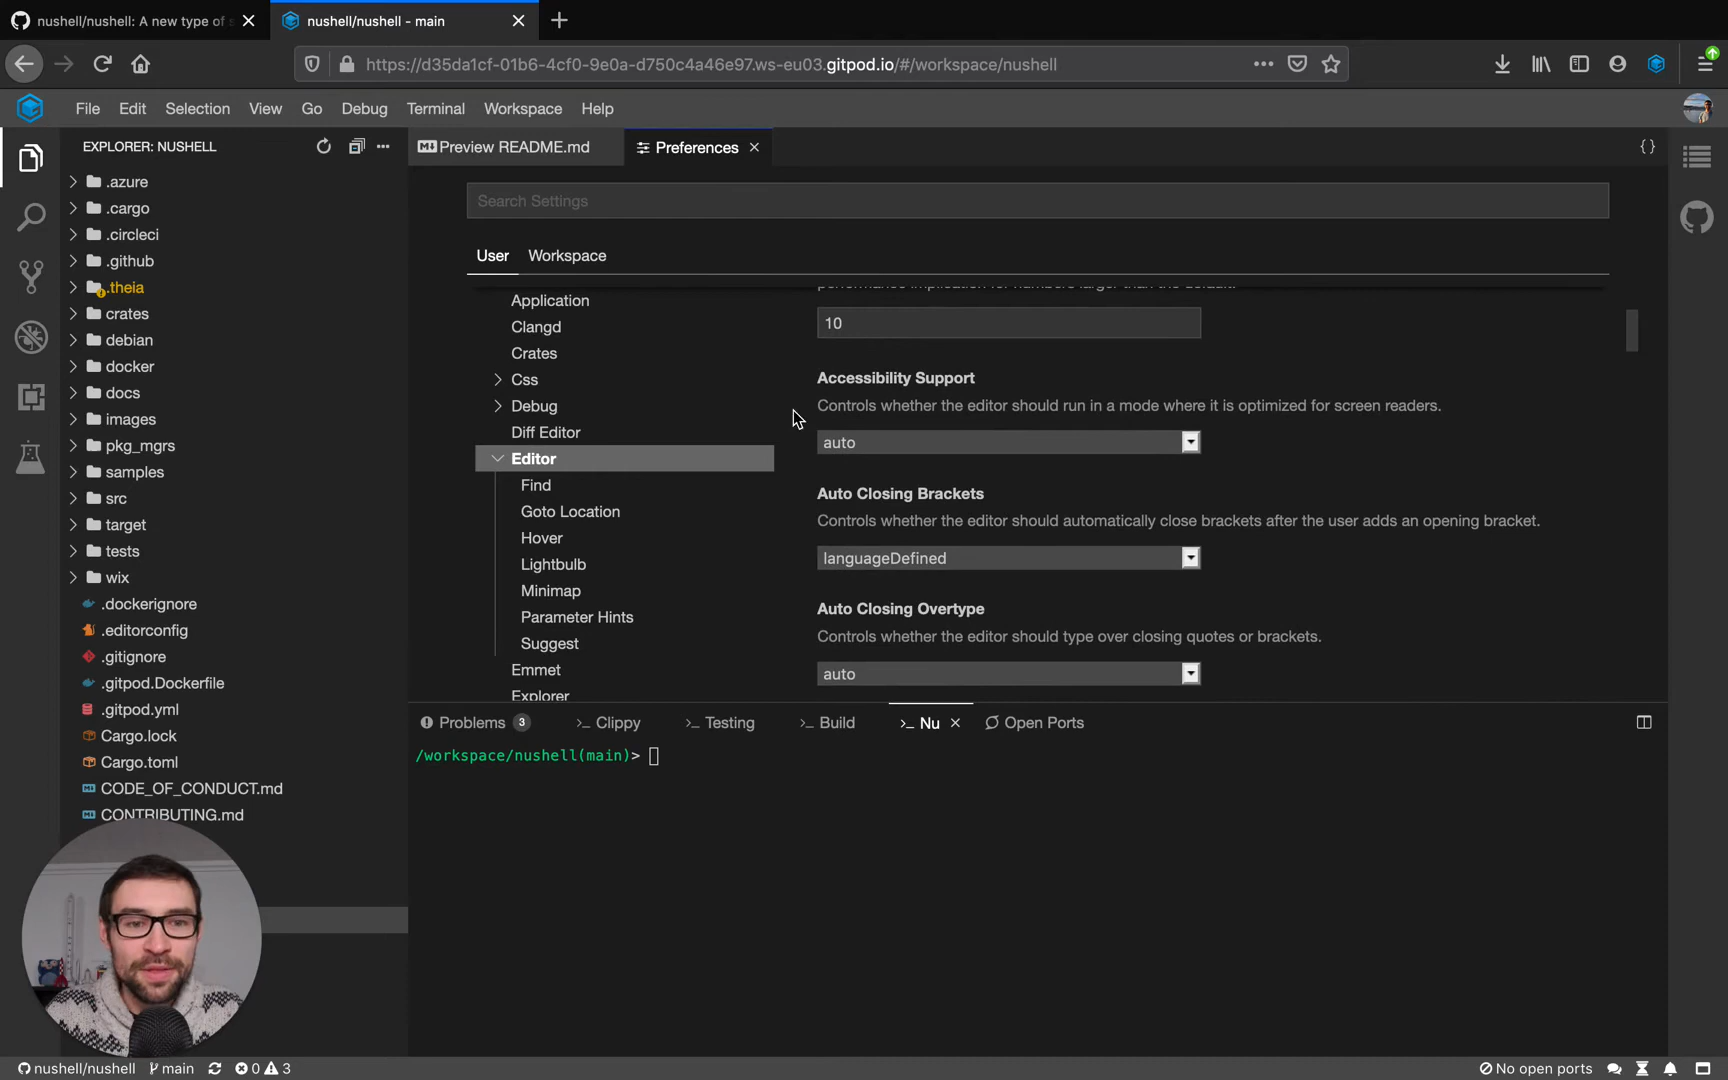 nushell/nushell: A new type of s
nushell/nushell - main
https://d35da1cf-01b6-4cf0-9e0a-d750c4a46e97.ws-eu03.gitpod.io/#/workspace/nushell
File Edit Selection View Go Debug Terminal Workspace Help
EXPLORER: NUSHELL
.azure
.cargo
.circleci
.github
.theia
crates
debian
docker
docs
images
pkg_mgrs
samples
src
target
tests
wix
.dockerignore
.editorconfig
.gitignore
.gitpod.Dockerfile
.gitpod.yml
Cargo.lock
Cargo.toml
CODE_OF_CONDUCT.md
CONTRIBUTING.md
Preview README.md
Preferences
Search Settings
User Workspace
Application
Clangd
Crates
Css
Debug
Diff Editor
Editor
Find
Goto Location
Hover
Lightbulb
Minimap
Parameter Hints
Suggest
Emmet
Explorer
performance implication for numbers larger than the default.
10
Accessibility Support
Controls whether the editor should run in a mode where it is optimized for screen readers.
auto
Auto Closing Brackets
Controls whether the editor should automatically close brackets after the user adds an opening bracket.
languageDefined
Auto Closing Overtype
Controls whether the editor should type over closing quotes or brackets.
auto
Problems 3 >_ Clippy >_ Testing >_ Build >_ Nu Open Ports
/workspace/nushell(main)>
nushell/nushell main 0 3 No open ports